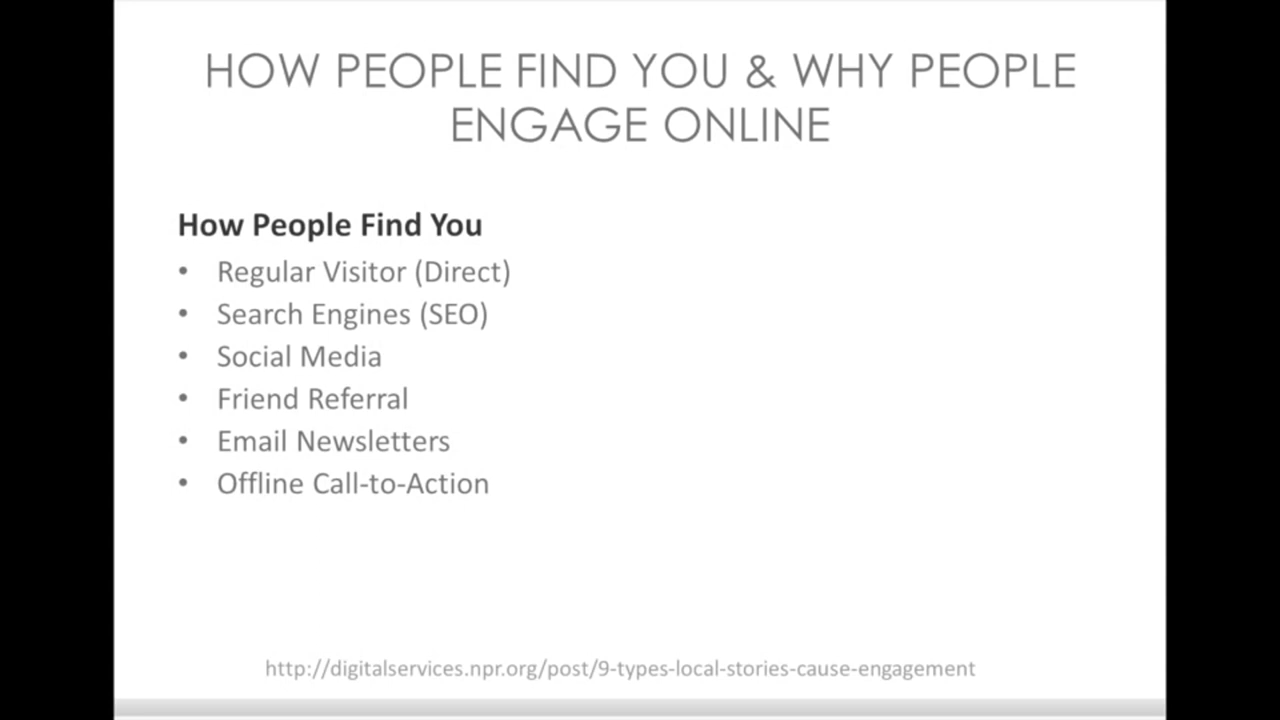 HOW PEOPLE FIND YOU & WHY PEOPLE
ENGAGE ONLINE
How People Find You
• Regular Visitor (Direct)
• Search Engines (SEO)
• Social Media
• Friend Referral
• Email Newsletters
• Offline Call-to-Action
http://digitalservices.npr.org/post/9-types-local-stories-cause-engagement